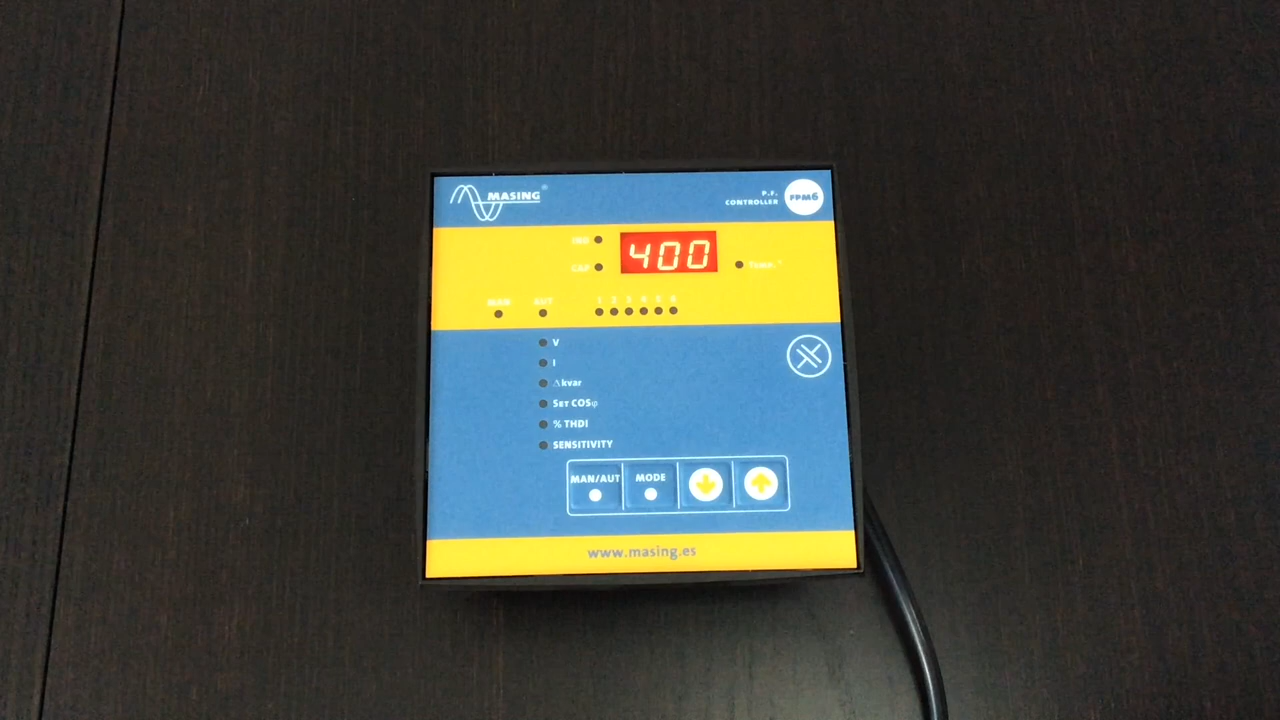 MASING®
P.F.
CONTROLLER
FPM6
IND
400
CAP
TEMP.°
MAN AUT 1 2 3 4 5 6
V
I
Δkvar
SET COSφ
% THDI
SENSITIVITY
MAN/AUT MODE
www.masing.es